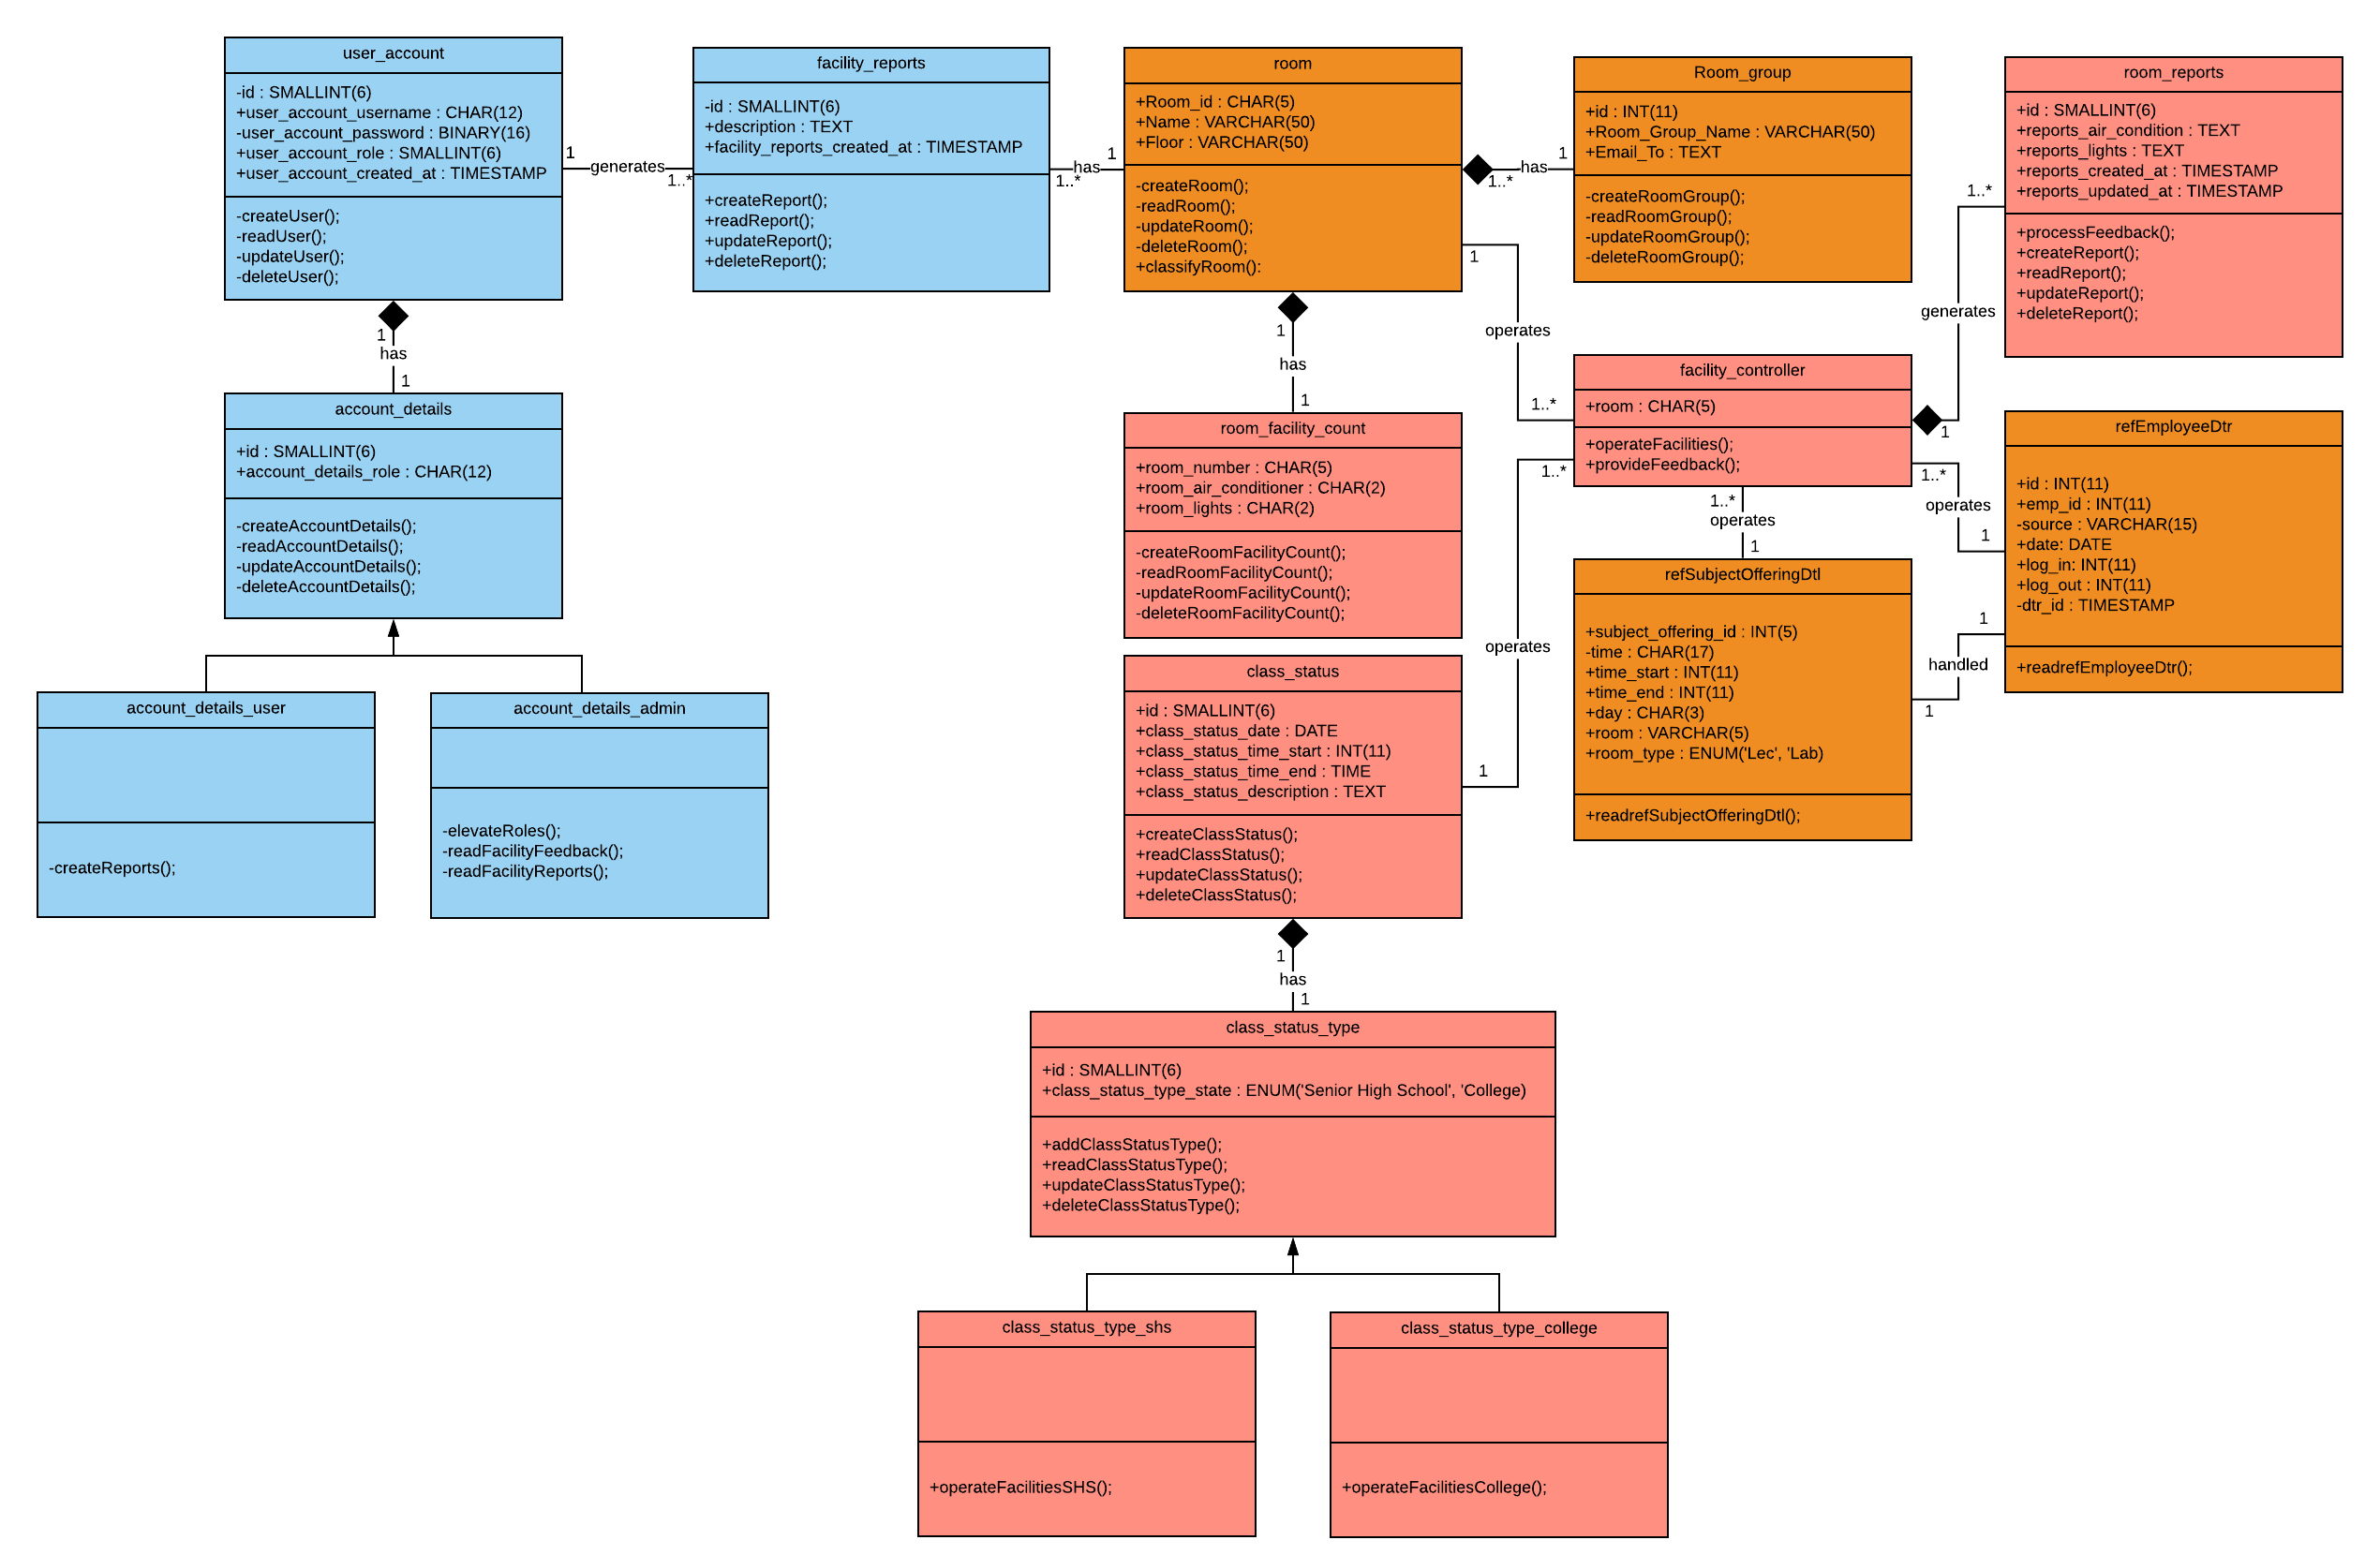 user_account
-id : SMALLINT(6)
+user_account_username : CHAR(12)
-user_account_password : BINARY(16)
+user_account_role : SMALLINT(6)
+user_account_created_at : TIMESTAMP
-createUser();
-readUser();
-updateUser();
-deleteUser();
1
generates
1..*
facility_reports
-id : SMALLINT(6)
+description : TEXT
+facility_reports_created_at : TIMESTAMP
+createReport();
+readReport();
+updateReport();
+deleteReport();
1
has
1..*
room
+Room_id : CHAR(5)
+Name : VARCHAR(50)
+Floor : VARCHAR(50)
-createRoom();
-readRoom();
-updateRoom();
-deleteRoom();
+classifyRoom():
1
has
1..*
Room_group
+id : INT(11)
+Room_Group_Name : VARCHAR(50)
+Email_To : TEXT
-createRoomGroup();
-readRoomGroup();
-updateRoomGroup();
-deleteRoomGroup();
room_reports
+id : SMALLINT(6)
+reports_air_condition : TEXT
+reports_lights : TEXT
+reports_created_at : TIMESTAMP
+reports_updated_at : TIMESTAMP
+processFeedback();
+createReport();
+readReport();
+updateReport();
+deleteReport();
1..*
generates
1
1
operates
1..*
1
has
1
1
has
1
account_details
+id : SMALLINT(6)
+account_details_role : CHAR(12)
-createAccountDetails();
-readAccountDetails();
-updateAccountDetails();
-deleteAccountDetails();
room_facility_count
+room_number : CHAR(5)
+room_air_conditioner : CHAR(2)
+room_lights : CHAR(2)
-createRoomFacilityCount();
-readRoomFacilityCount();
-updateRoomFacilityCount();
-deleteRoomFacilityCount();
facility_controller
+room : CHAR(5)
+operateFacilities();
+provideFeedback();
1..*
operates
1
1..*
operates
1
1..*
operates
1
refEmployeeDtr
+id : INT(11)
+emp_id : INT(11)
-source : VARCHAR(15)
+date: DATE
+log_in: INT(11)
+log_out : INT(11)
-dtr_id : TIMESTAMP
+readrefEmployeeDtr();
1
handled
1
refSubjectOfferingDtl
+subject_offering_id : INT(5)
-time : CHAR(17)
+time_start : INT(11)
+time_end : INT(11)
+day : CHAR(3)
+room : VARCHAR(5)
+room_type : ENUM('Lec', 'Lab)
+readrefSubjectOfferingDtl();
account_details_user
-createReports();
account_details_admin
-elevateRoles();
-readFacilityFeedback();
-readFacilityReports();
class_status
+id : SMALLINT(6)
+class_status_date : DATE
+class_status_time_start : INT(11)
+class_status_time_end : TIME
+class_status_description : TEXT
+createClassStatus();
+readClassStatus();
+updateClassStatus();
+deleteClassStatus();
1
has
1
class_status_type
+id : SMALLINT(6)
+class_status_type_state : ENUM('Senior High School', 'College)
+addClassStatusType();
+readClassStatusType();
+updateClassStatusType();
+deleteClassStatusType();
class_status_type_shs
+operateFacilitiesSHS();
class_status_type_college
+operateFacilitiesCollege();